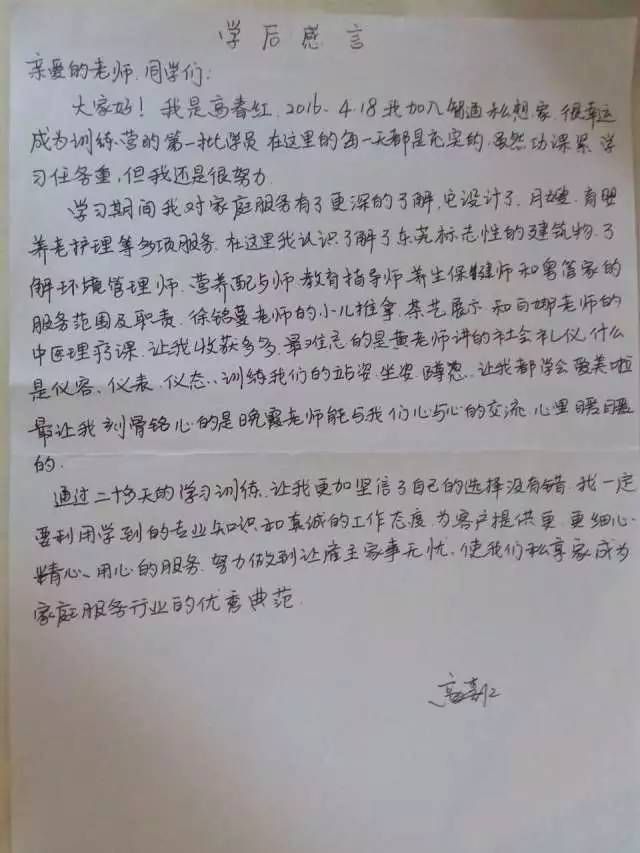 学后感言
亲爱的老师.同学们:
大家好!我是高春红,2016.4.18我加入智通私想家.很幸运
成为训练营的第一批学员.在这里的每一天都是充实的,虽然功课紧,学
习任务重,但我还是很努力.
学习期间我对家庭服务有了更深的了解,它设计了.月嫂.育婴
养老护理等多项服务.在这里我认识了解了东莞标志性的建筑物.了
解环境管理师.营养配与师.教育指导师养生保健师和粤管家的
服务范围及职责.徐铭蔓老师的小儿推拿.茶艺展示.和娜老师的
中医理疗课.让我收获多多.最难忘的是黄老师讲的社会礼仪.什么
是仪容、仪表.仪态..训练我们的站姿.坐姿.蹲姿..让我都学会爱美啦
最让我刻骨铭心的是晚霞老师能与我们心与心的交流.心里暖暖
的.
通过二十多天的学习训练.让我更加坚信了自己的选择没有错.我一定
要利用学到的专业知识和真诚的工作态度.为客户提供更.更细心
精心、用心的服务.努力做到让雇主家事无忧.使我们私享家成为
家庭服务行业的优秀典范.
高春红